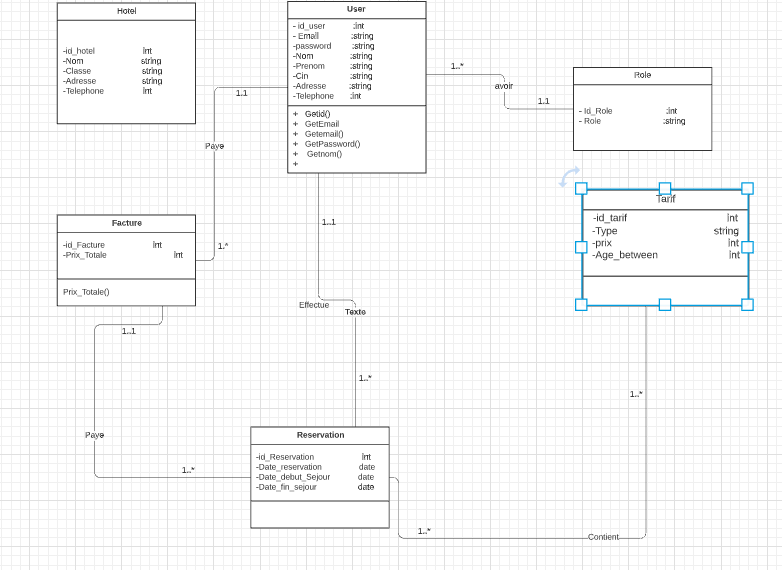 Hotel
-id_hotel int
-Nom string
-Classe string
-Adresse string
-Telephone int
User
- id_user :int
- Email :string
-password :string
-Nom :string
-Prenom :string
-Cin :string
-Adresse :string
-Telephone :int
+ Getid()
+ GetEmail
+ Getemail()
+ GetPassword()
+ Getnom()
+
1..*
avoir
1..1
Role
- Id_Role :int
- Role :string
1..1
Paye
1..*
Tarif
-id_tarif int
-Type string
-prix int
-Age_between int
Facture
-id_Facture int
-Prix_Totale int
Prix_Totale()
1..1
Effectue
Texte
1..*
1..1
Paye
1..*
Reservation
-id_Reservation int
-Date_reservation date
-Date_debut_Sejour date
-Date_fin_sejour date
1..*
1..*
Contient